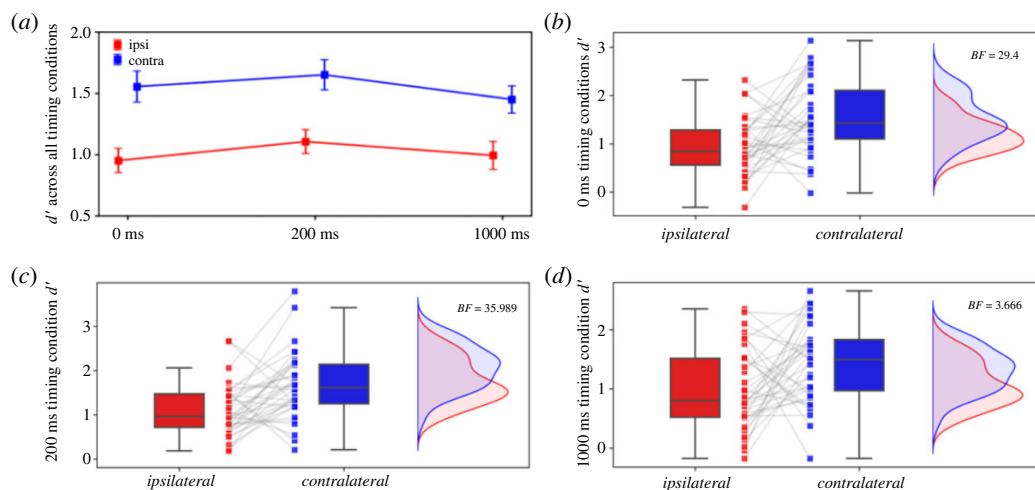 (a)
d′ across all timing conditions
2.0
1.5
1.0
0.5
ipsi
contra
0 ms
200 ms
1000 ms
(b)
0 ms timing conditions d′
3
2
1
0
BF = 29.4
ipsilateral
contralateral
(c)
200 ms timing condition d′
3
2
1
0
BF = 35.989
ipsilateral
contralateral
(d)
1000 ms timing condition d′
2
1
0
BF = 3.666
ipsilateral
contralateral